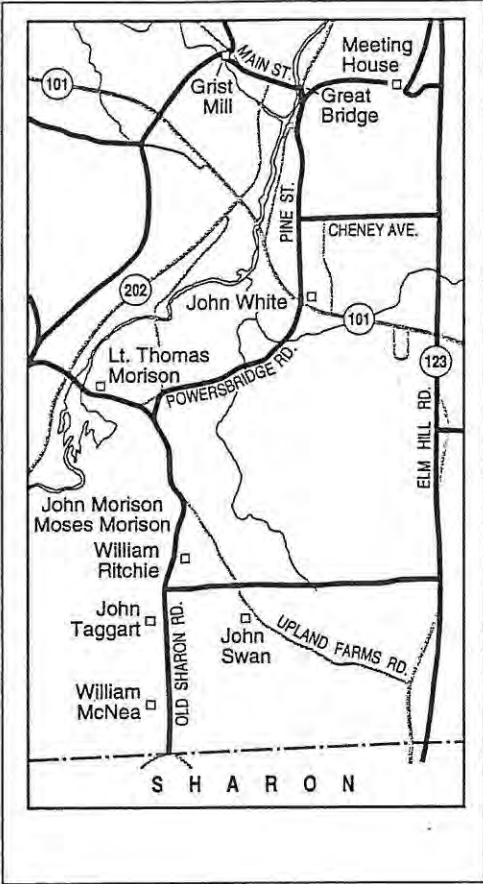 MAIN ST.
Meeting
House
101
Grist
Mill
Great
Bridge
PINE ST.
CHENEY AVE.
202
John White
101
Lt. Thomas
Morison
POWERSBRIDGE RD.
123
ELM HILL RD.
John Morison
Moses Morison
William
Ritchie
John
Taggart
OLD SHARON RD.
John
Swan
UPLAND FARMS RD.
William
McNea
SHARON